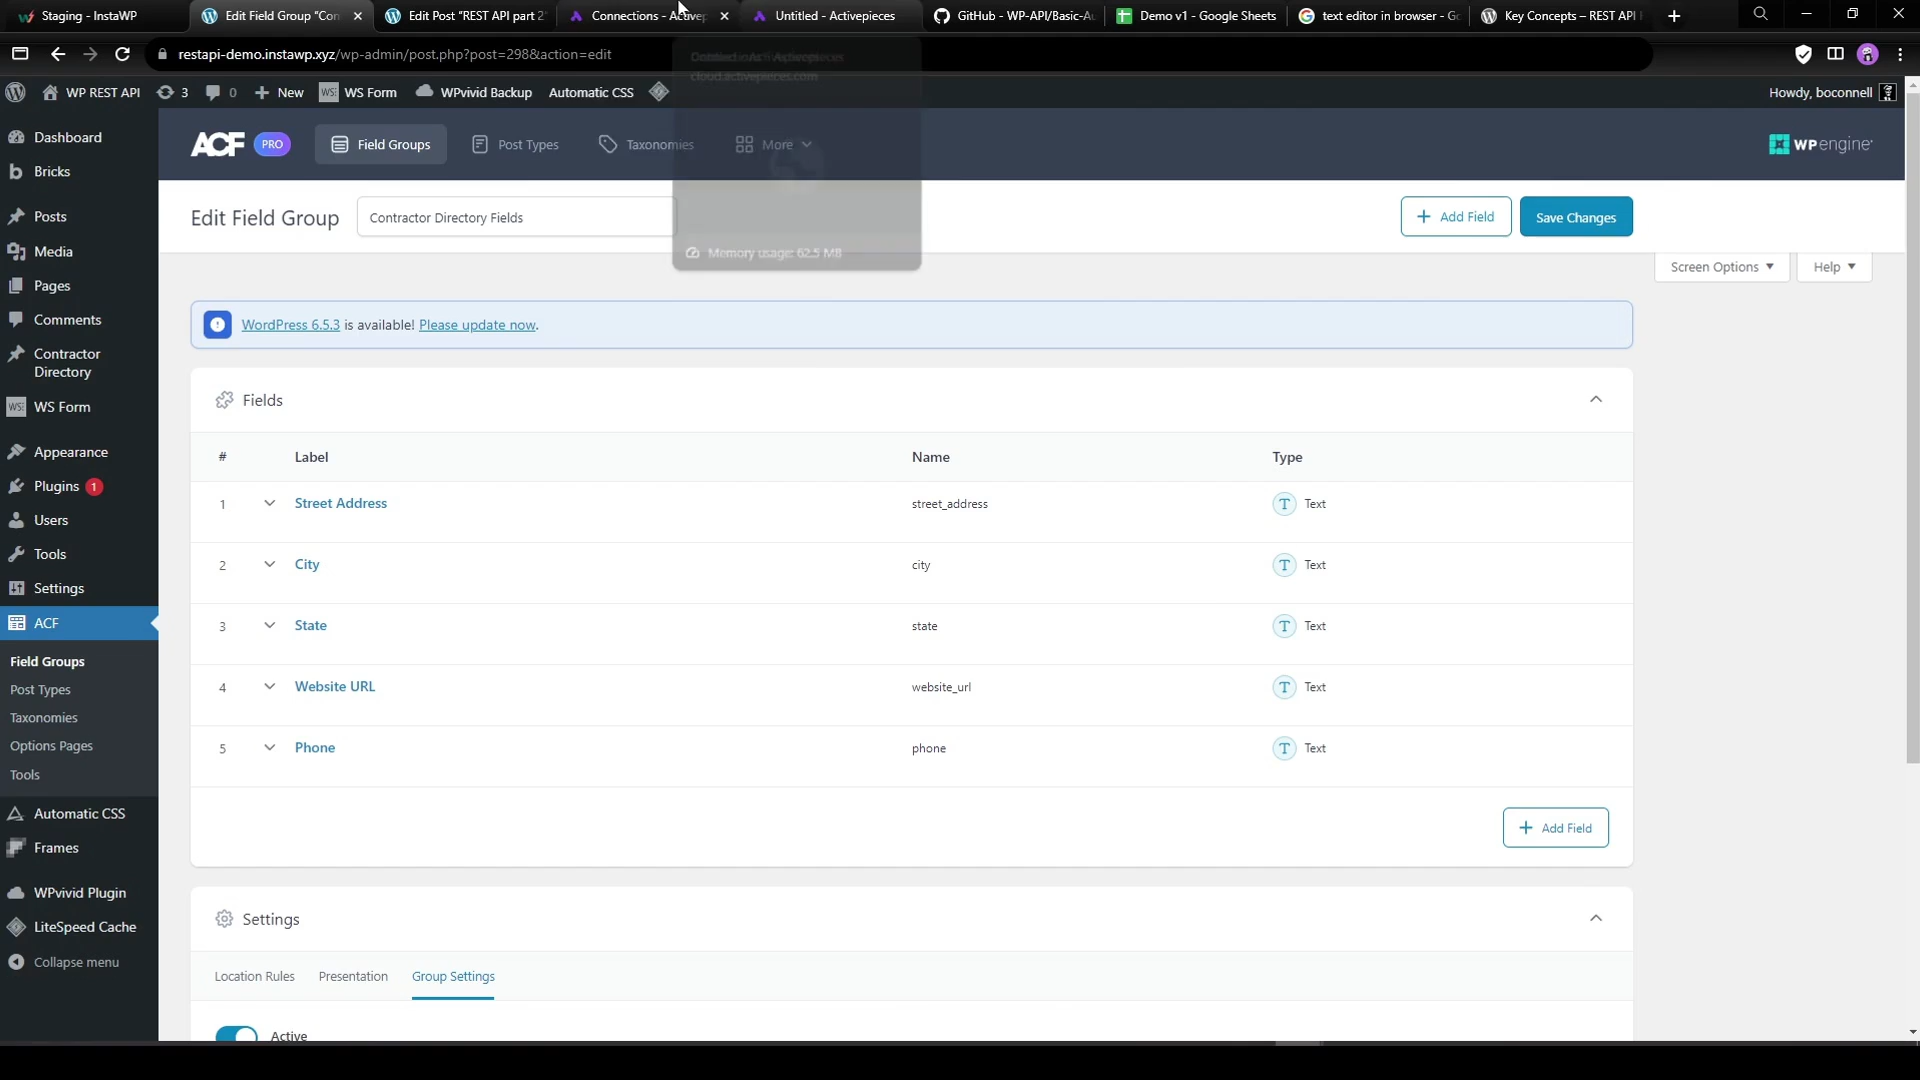 Staging - InstaWP
Edit Field Group "Con
Edit Post "REST API part 2"
Connections - Activep
Untitled - Activepieces
GitHub - WP-API/Basic-Au
Demo v1 - Google Sheets
text editor in browser - Go
Key Concepts – REST API H
restapi-demo.instawp.xyz/wp-admin/post.php?post=298&action=edit
cloud.activepieces.com
Memory usage: 62.5 MB
WP REST API
3
0
New
WS Form
WPvivid Backup
Automatic CSS
Howdy, boconnell
Dashboard
Bricks
Posts
Media
Pages
Comments
Contractor
Directory
WS Form
Appearance
Plugins 1
Users
Tools
Settings
ACF
Field Groups
Post Types
Taxonomies
Options Pages
Tools
Automatic CSS
Frames
WPvivid Plugin
LiteSpeed Cache
Collapse menu
ACF PRO
Field Groups
Post Types
Taxonomies
More
WP engine
Edit Field Group
Contractor Directory Fields
+ Add Field
Save Changes
Screen Options
Help
WordPress 6.5.3 is available! Please update now.
Fields
# Label Name Type
1 Street Address street_address T Text
2 City city T Text
3 State state T Text
4 Website URL website_url T Text
5 Phone phone T Text
+ Add Field
Settings
Location Rules Presentation Group Settings
Active